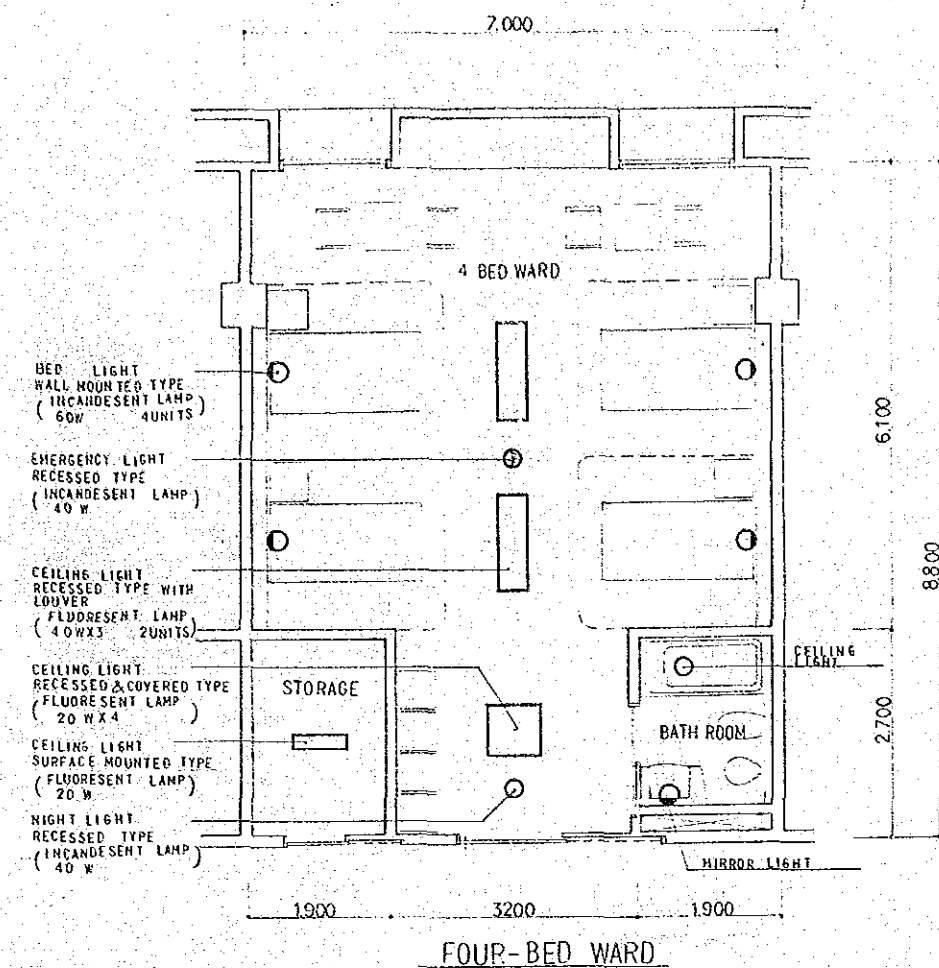 7,000
4 BED WARD
BED LIGHT
WALL MOUNTED TYPE
( INCANDESENT LAMP )
60W 4UNITS
EMERGENCY LIGHT
RECESSED TYPE
( INCANDESENT LAMP )
40 W
CEILING LIGHT
RECESSED TYPE WITH
LOUVER
( FLUORESENT LAMP )
40WX3 2UNITS
CEILING LIGHT
RECESSED & COVERED TYPE
( FLUORESENT LAMP )
20 WX4
CEILING LIGHT
SURFACE MOUNTED TYPE
( FLUORESENT LAMP )
20 W
NIGHT LIGHT
RECESSED TYPE
( INCANDESENT LAMP )
40 W
STORAGE
CEILING
LIGHT
BATH ROOM
MIRROR LIGHT
6,100
2,700
8,800
1,900 3200 1,900
FOUR-BED WARD